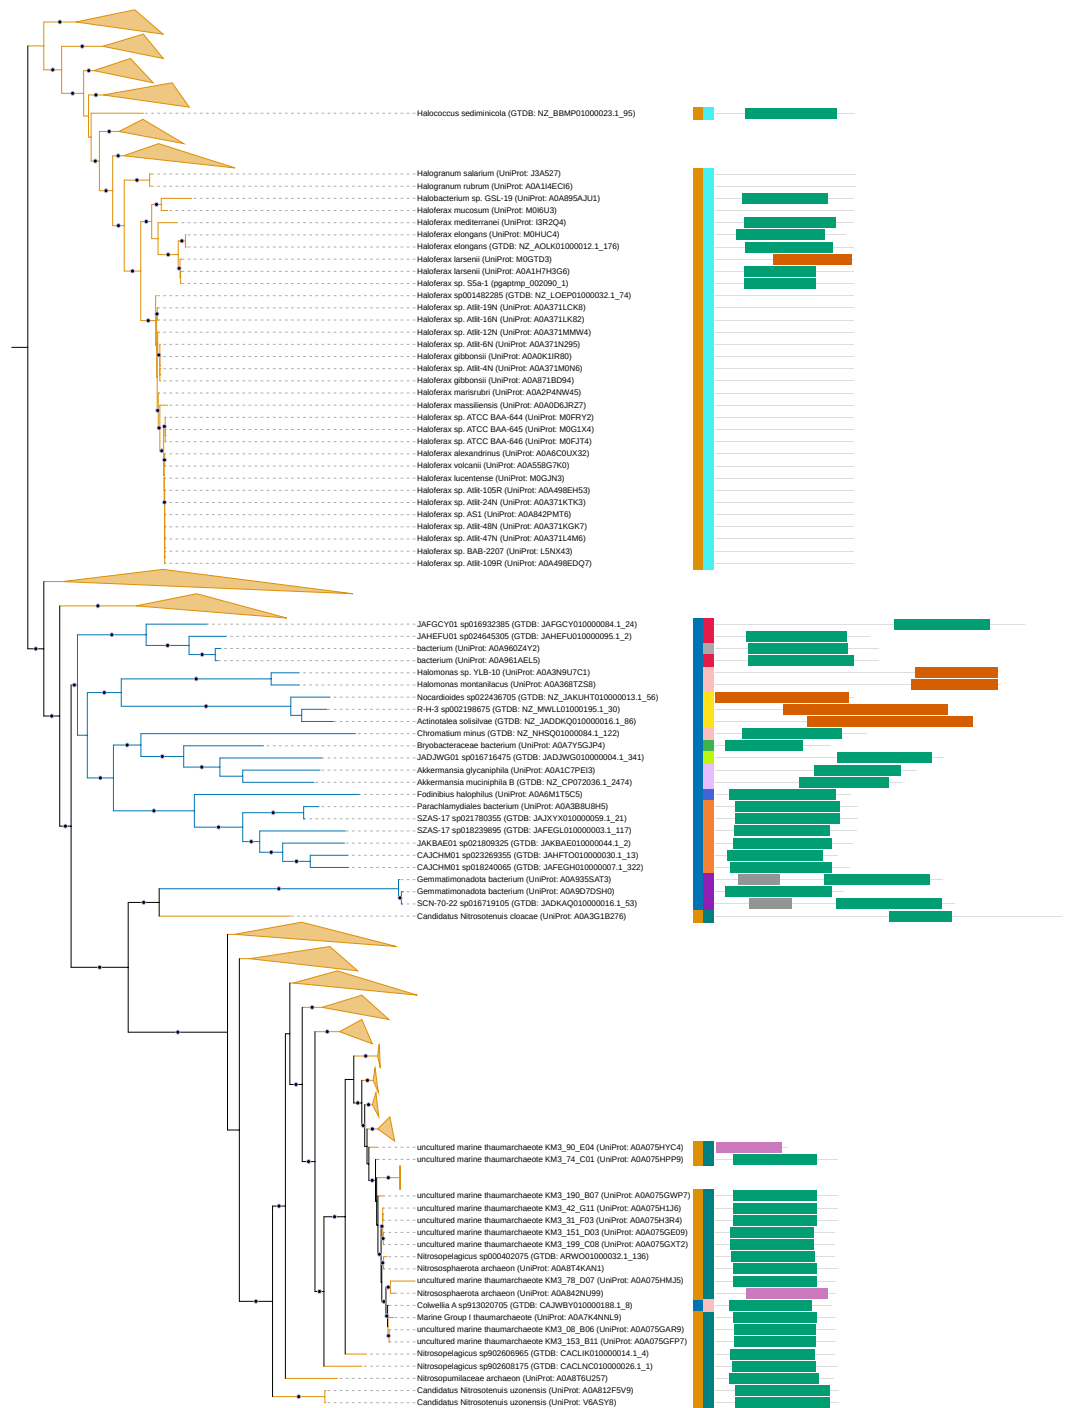 Halococcus sediminicola (GTDB: NZ_BBMP01000023.1_95)
Halogranum salarium (UniProt: J3A527)
Halogranum rubrum (UniProt: A0A1I4ECI6)
Halobacterium sp. GSL-19 (UniProt: A0A895AJU1)
Haloferax mucosum (UniProt: M0I6U3)
Haloferax mediterranei (UniProt: I3R2Q4)
Haloferax elongans (UniProt: M0HUC4)
Haloferax elongans (GTDB: NZ_AOLK01000012.1_176)
Haloferax larsenii (UniProt: M0GTD3)
Haloferax larsenii (UniProt: A0A1H7H3G6)
Haloferax sp. S5a-1 (pgaptmp_002090_1)
Haloferax sp001482285 (GTDB: NZ_LOEP01000032.1_74)
Haloferax sp. Atlit-19N (UniProt: A0A371LCK8)
Haloferax sp. Atlit-16N (UniProt: A0A371LK82)
Haloferax sp. Atlit-12N (UniProt: A0A371MMW4)
Haloferax sp. Atlit-6N (UniProt: A0A371N295)
Haloferax gibbonsii (UniProt: A0A0K1IR80)
Haloferax sp. Atlit-4N (UniProt: A0A371M0N6)
Haloferax gibbonsii (UniProt: A0A871BD94)
Haloferax marisrubri (UniProt: A0A2P4NW45)
Haloferax massiliensis (UniProt: A0A0D6JRZ7)
Haloferax sp. ATCC BAA-644 (UniProt: M0FRY2)
Haloferax sp. ATCC BAA-645 (UniProt: M0G1X4)
Haloferax sp. ATCC BAA-646 (UniProt: M0FJT4)
Haloferax alexandrinus (UniProt: A0A6C0UX32)
Haloferax volcanii (UniProt: A0A558G7K0)
Haloferax lucentense (UniProt: M0GJN3)
Haloferax sp. Atlit-105R (UniProt: A0A498EH53)
Haloferax sp. Atlit-24N (UniProt: A0A371KTK3)
Haloferax sp. AS1 (UniProt: A0A842PMT6)
Haloferax sp. Atlit-48N (UniProt: A0A371KGK7)
Haloferax sp. Atlit-47N (UniProt: A0A371L4M6)
Haloferax sp. BAB-2207 (UniProt: L5NX43)
Haloferax sp. Atlit-109R (UniProt: A0A498EDQ7)
JAFGCY01 sp016932385 (GTDB: JAFGCY010000084.1_24)
JAHEFU01 sp024645305 (GTDB: JAHEFU010000095.1_2)
bacterium (UniProt: A0A960Z4Y2)
bacterium (UniProt: A0A961AEL5)
Halomonas sp. YLB-10 (UniProt: A0A3N9U7C1)
Halomonas montanilacus (UniProt: A0A368TZS8)
Nocardioides sp022436705 (GTDB: NZ_JAKUHT010000013.1_56)
R-H-3 sp002198675 (GTDB: NZ_MWLL01000195.1_30)
Actinotalea solisilvae (GTDB: NZ_JADDKQ010000016.1_86)
Chromatium minus (GTDB: NZ_NHSQ01000084.1_122)
Bryobacteraceae bacterium (UniProt: A0A7Y5GJP4)
JADJWG01 sp016716475 (GTDB: JADJWG010000004.1_341)
Akkermansia glycaniphila (UniProt: A0A1C7PEI3)
Akkermansia muciniphila B (GTDB: NZ_CP072036.1_2474)
Fodinibius halophilus (UniProt: A0A6M1T5C5)
Parachlamydiales bacterium (UniProt: A0A3B8U8H5)
SZAS-17 sp021780355 (GTDB: JAJXYX010000059.1_21)
SZAS-17 sp018239895 (GTDB: JAFEGL010000003.1_117)
JAKBAE01 sp021809325 (GTDB: JAKBAE010000044.1_2)
CAJCHM01 sp023269355 (GTDB: JAHFTO010000030.1_13)
CAJCHM01 sp018240065 (GTDB: JAFEGH010000007.1_322)
Gemmatimonadota bacterium (UniProt: A0A935SAT3)
Gemmatimonadota bacterium (UniProt: A0A9D7DSH0)
SCN-70-22 sp016719105 (GTDB: JADKAQ010000016.1_53)
Candidatus Nitrosotenuis cloacae (UniProt: A0A3G1B276)
uncultured marine thaumarchaeote KM3_90_E04 (UniProt: A0A075HYC4)
uncultured marine thaumarchaeote KM3_74_C01 (UniProt: A0A075HPP9)
uncultured marine thaumarchaeote KM3_190_B07 (UniProt: A0A075GWP7)
uncultured marine thaumarchaeote KM3_42_G11 (UniProt: A0A075H1J6)
uncultured marine thaumarchaeote KM3_31_F03 (UniProt: A0A075H3R4)
uncultured marine thaumarchaeote KM3_151_D03 (UniProt: A0A075GE09)
uncultured marine thaumarchaeote KM3_199_C08 (UniProt: A0A075GXT2)
Nitrosopelagicus sp000402075 (GTDB: ARWO01000032.1_136)
Nitrososphaerota archaeon (UniProt: A0A8T4KAN1)
uncultured marine thaumarchaeote KM3_78_D07 (UniProt: A0A075HMJ5)
Nitrososphaerota archaeon (UniProt: A0A842NU99)
Colwellia A sp913020705 (GTDB: CAJWBY010000188.1_8)
Marine Group I thaumarchaeote (UniProt: A0A7K4NNL9)
uncultured marine thaumarchaeote KM3_08_B06 (UniProt: A0A075GAR9)
uncultured marine thaumarchaeote KM3_153_B11 (UniProt: A0A075GFP7)
Nitrosopelagicus sp902606965 (GTDB: CACLIK010000014.1_4)
Nitrosopelagicus sp902608175 (GTDB: CACLNC010000026.1_1)
Nitrosopumilaceae archaeon (UniProt: A0A8T6U257)
Candidatus Nitrosotenuis uzonensis (UniProt: A0A812F5V9)
Candidatus Nitrosotenuis uzonensis (UniProt: V6ASY8)